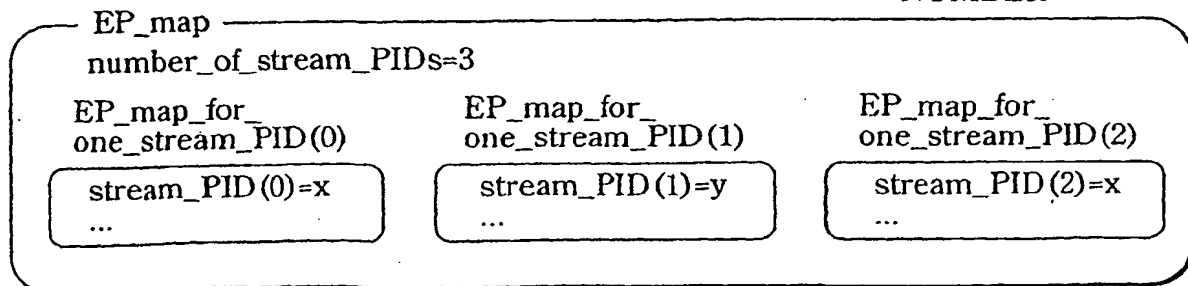 EP_map
number_of_stream_PIDs=3
EP_map_for_
one_stream_PID(0)
stream_PID(0)=x
...
EP_map_for_
one_stream_PID(1)
stream_PID(1)=y
...
EP_map_for_
one_stream_PID(2)
stream_PID(2)=x
...